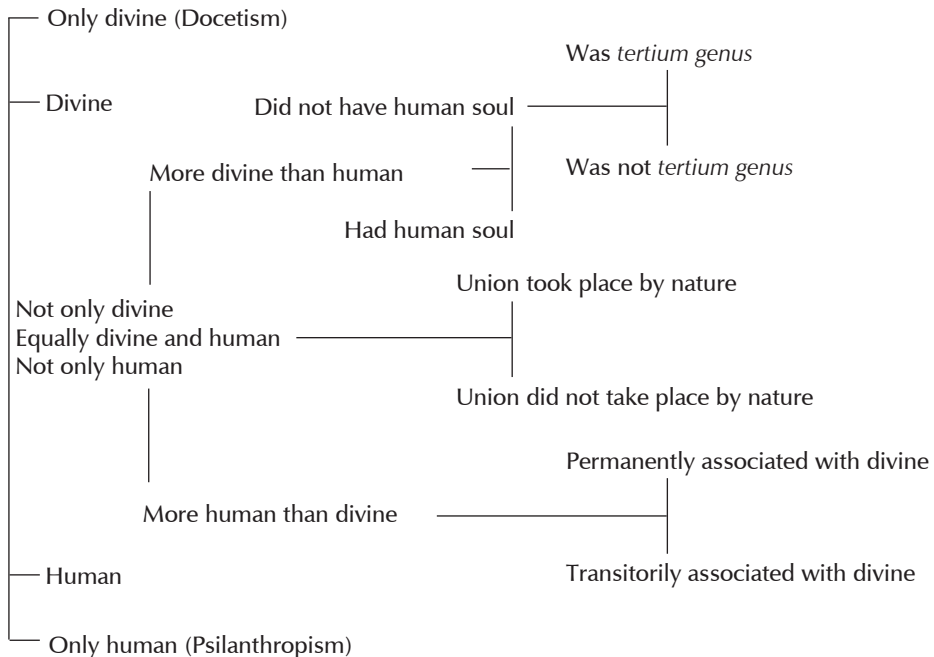 Only divine (Docetism)
Was tertium genus
Divine
Did not have human soul
More divine than human
Was not tertium genus
Had human soul
Union took place by nature
Not only divine
Equally divine and human
Not only human
Union did not take place by nature
Permanently associated with divine
More human than divine
Human
Transitorily associated with divine
Only human (Psilanthropism)